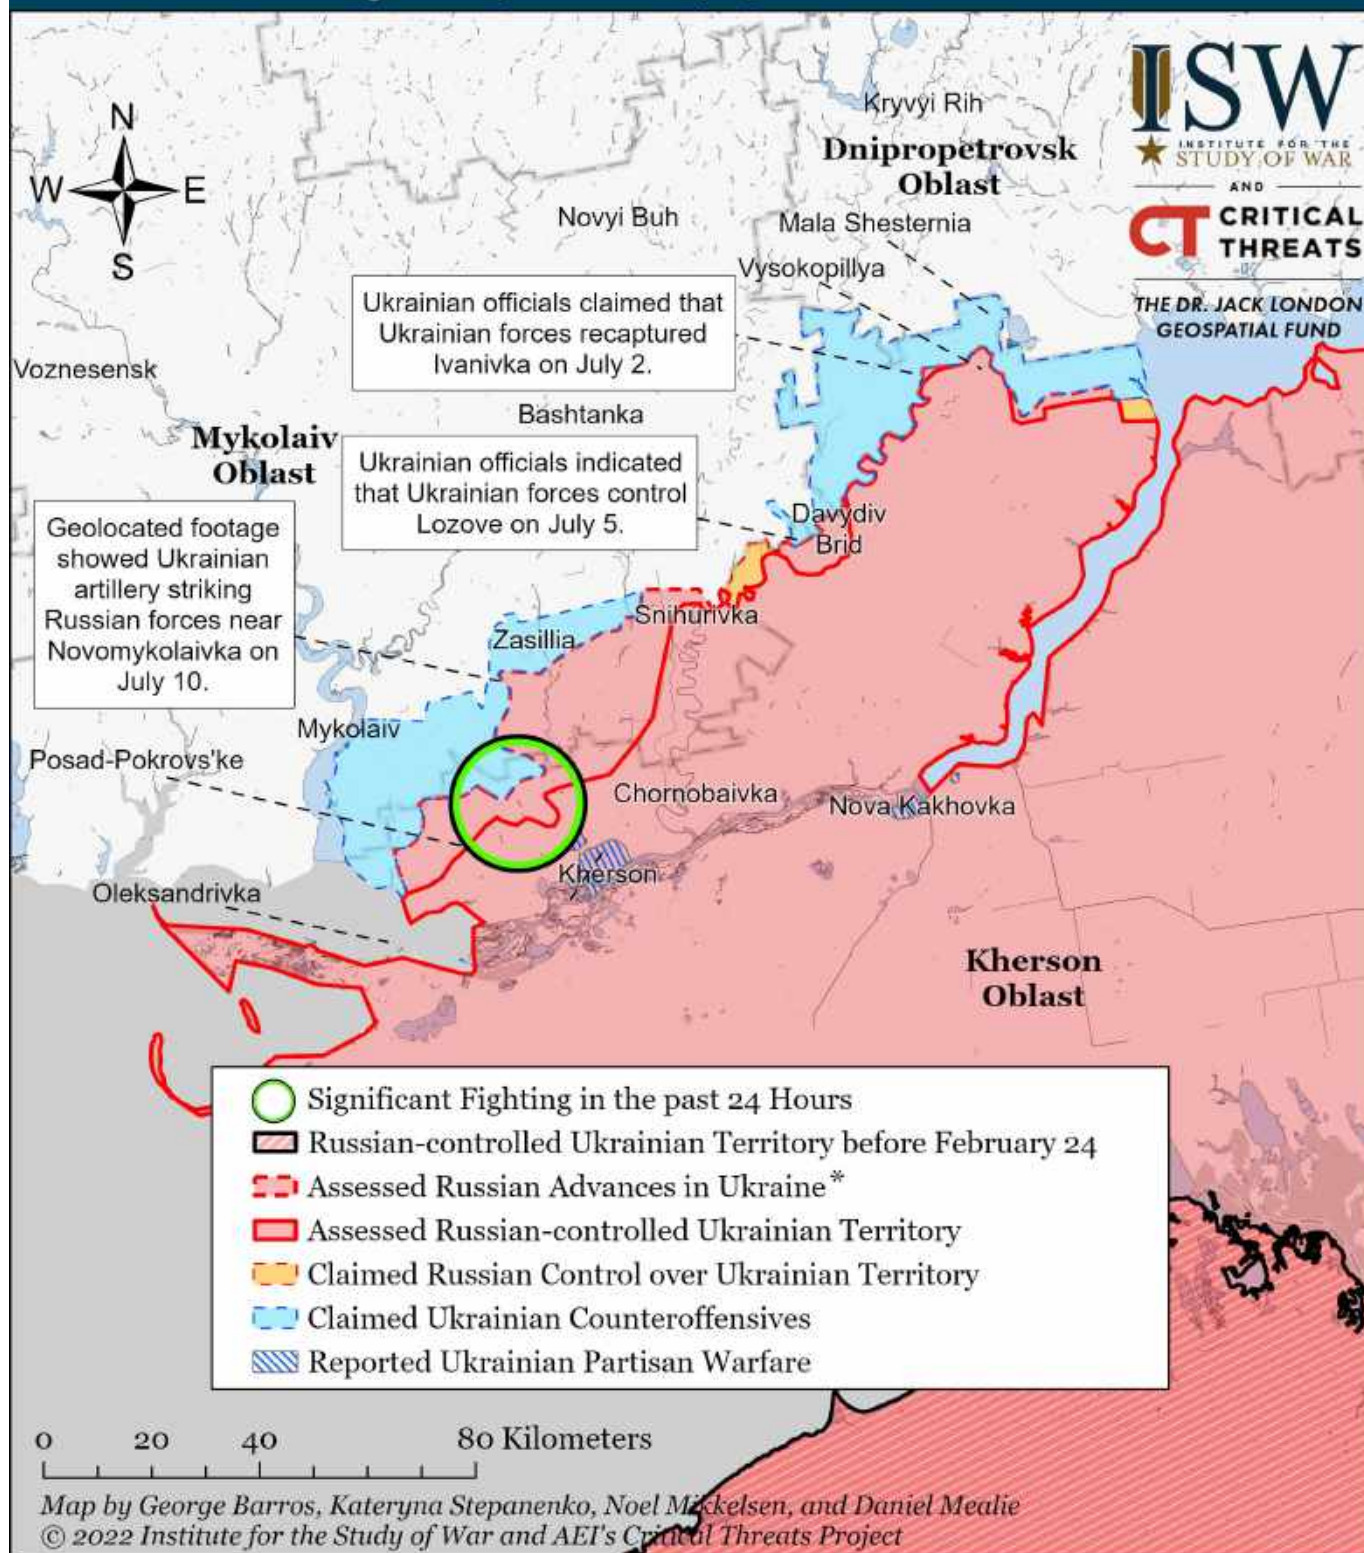 N
W
E
S
ISW
INSTITUTE FOR THE
STUDY OF WAR
AND
CT CRITICAL
THREATS
THE DR. JACK LONDON
GEOSPATIAL FUND
Kryvyi Rih
Dnipropetrovsk
Oblast
Novyi Buh
Mala Shesternia
Vysokopillya
Ukrainian officials claimed that
Ukrainian forces recaptured
Ivanivka on July 2.
Voznesensk
Bashtanka
Mykolaiv
Oblast
Ukrainian officials indicated
that Ukrainian forces control
Lozove on July 5.
Davydiv
Brid
Geolocated footage
showed Ukrainian
artillery striking
Russian forces near
Novomykolaivka on
July 10.
Snihurivka
Zasillia
Mykolaiv
Posad-Pokrovs'ke
Chornobaivka
Nova Kakhovka
Kherson
Oleksandrivka
Kherson
Oblast
Significant Fighting in the past 24 Hours
Russian-controlled Ukrainian Territory before February 24
Assessed Russian Advances in Ukraine*
Assessed Russian-controlled Ukrainian Territory
Claimed Russian Control over Ukrainian Territory
Claimed Ukrainian Counteroffensives
Reported Ukrainian Partisan Warfare
0 20 40 80 Kilometers
Map by George Barros, Kateryna Stepanenko, Noel Mikkelsen, and Daniel Mealie
© 2022 Institute for the Study of War and AEI's Critical Threats Project